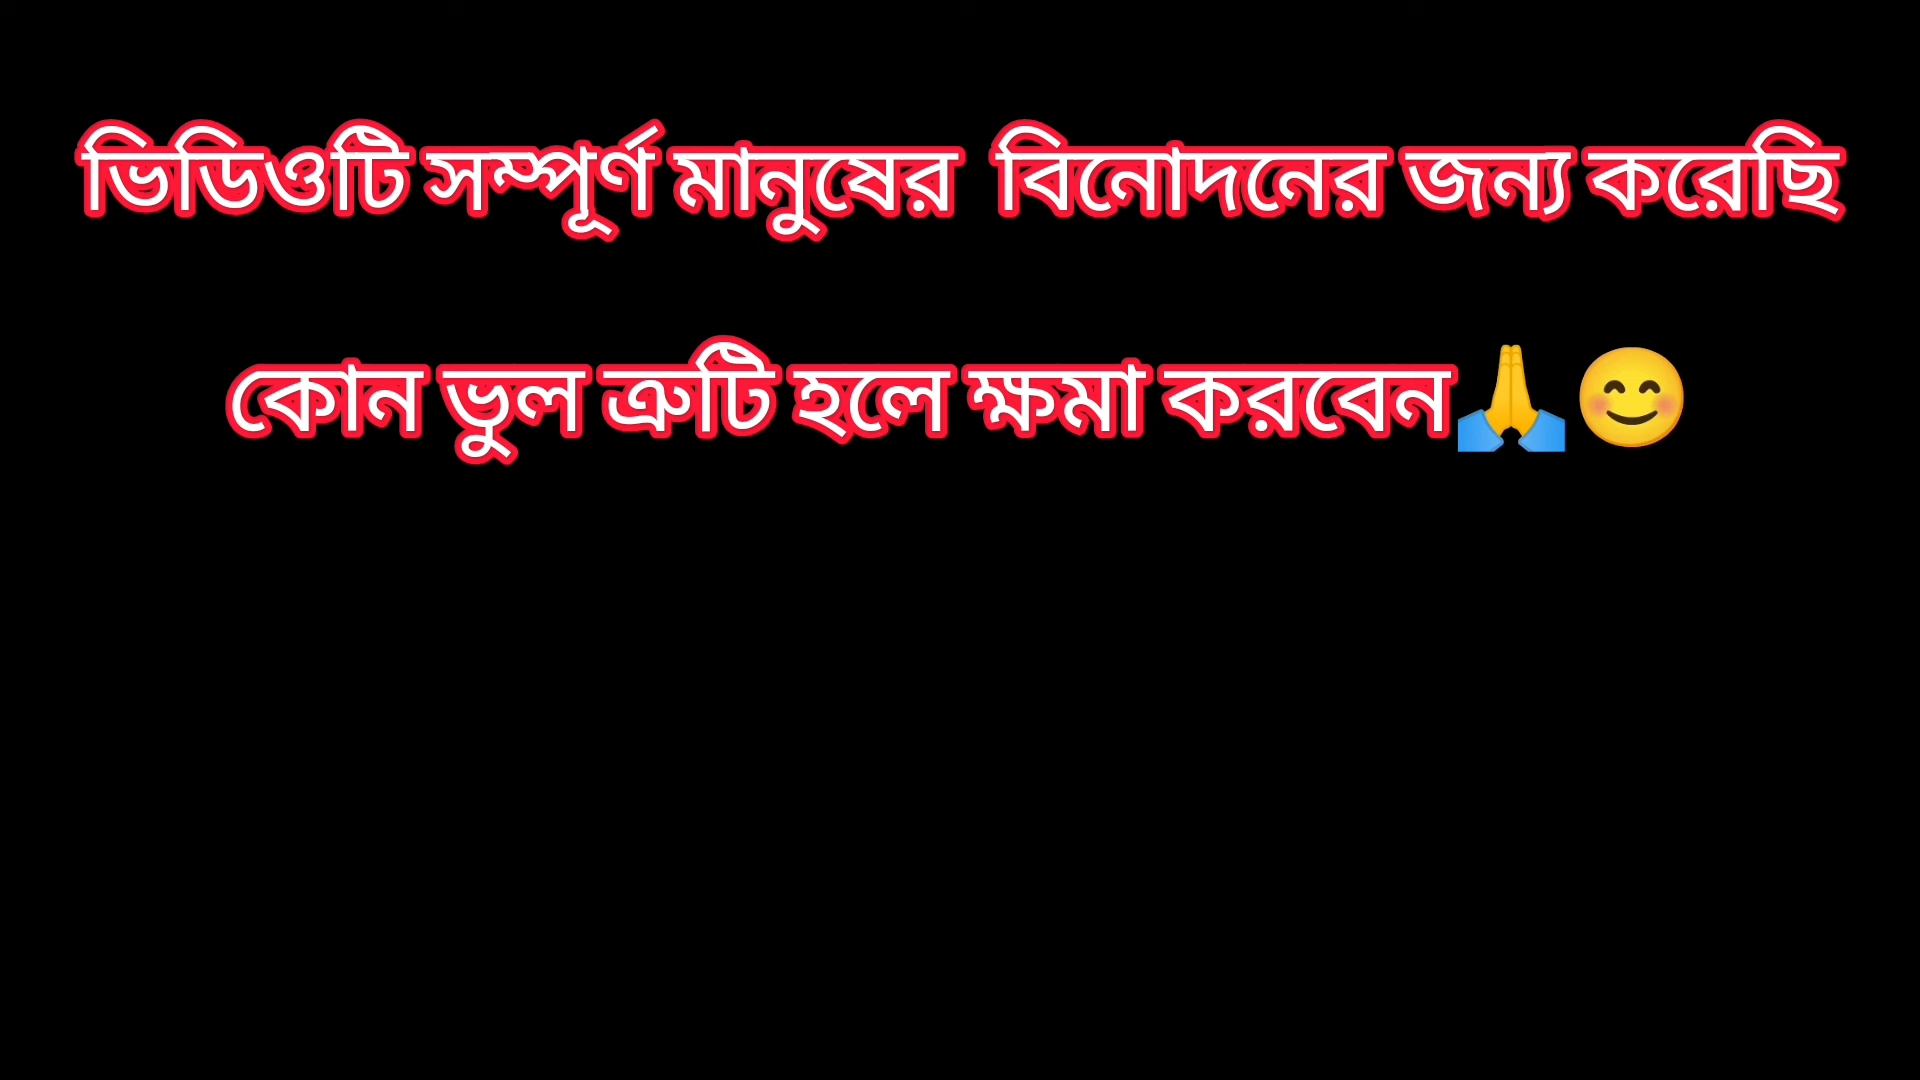 ভিডিওটি সম্পূর্ণ মানুষের বিনোদনের জন্য করেছি
কোন ভুল ত্রুটি হলে ক্ষমা করবেন🙏😊